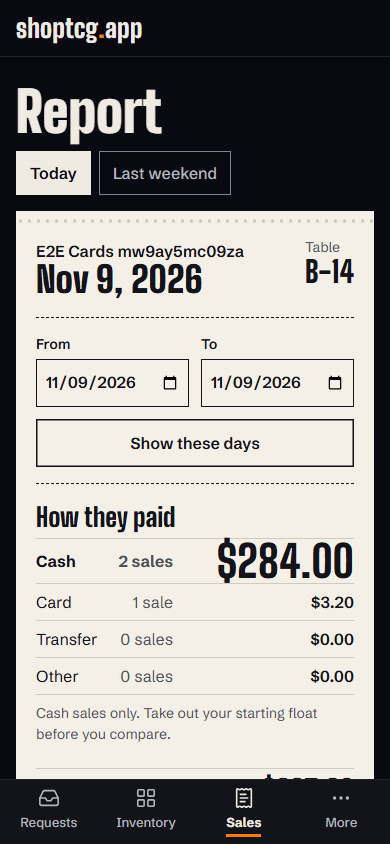 shoptcg.app
Report
Today
Last weekend
E2E Cards mw9ay5mc09za
Nov 9, 2026
Table
B-14
From
To
11/09/2026
11/09/2026
Show these days
How they paid
Cash 2 sales $284.00
Card 1 sale $3.20
Transfer 0 sales $0.00
Other 0 sales $0.00
Cash sales only. Take out your starting float
before you compare.
Requests
Inventory
Sales
More